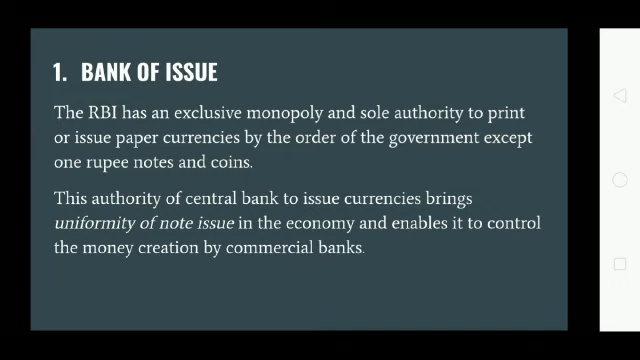 1. BANK OF ISSUE
The RBI has an exclusive monopoly and sole authority to print
or issue paper currencies by the order of the government except
one rupee notes and coins.
This authority of central bank to issue currencies brings
uniformity of note issue in the economy and enables it to control
the money creation by commercial banks.